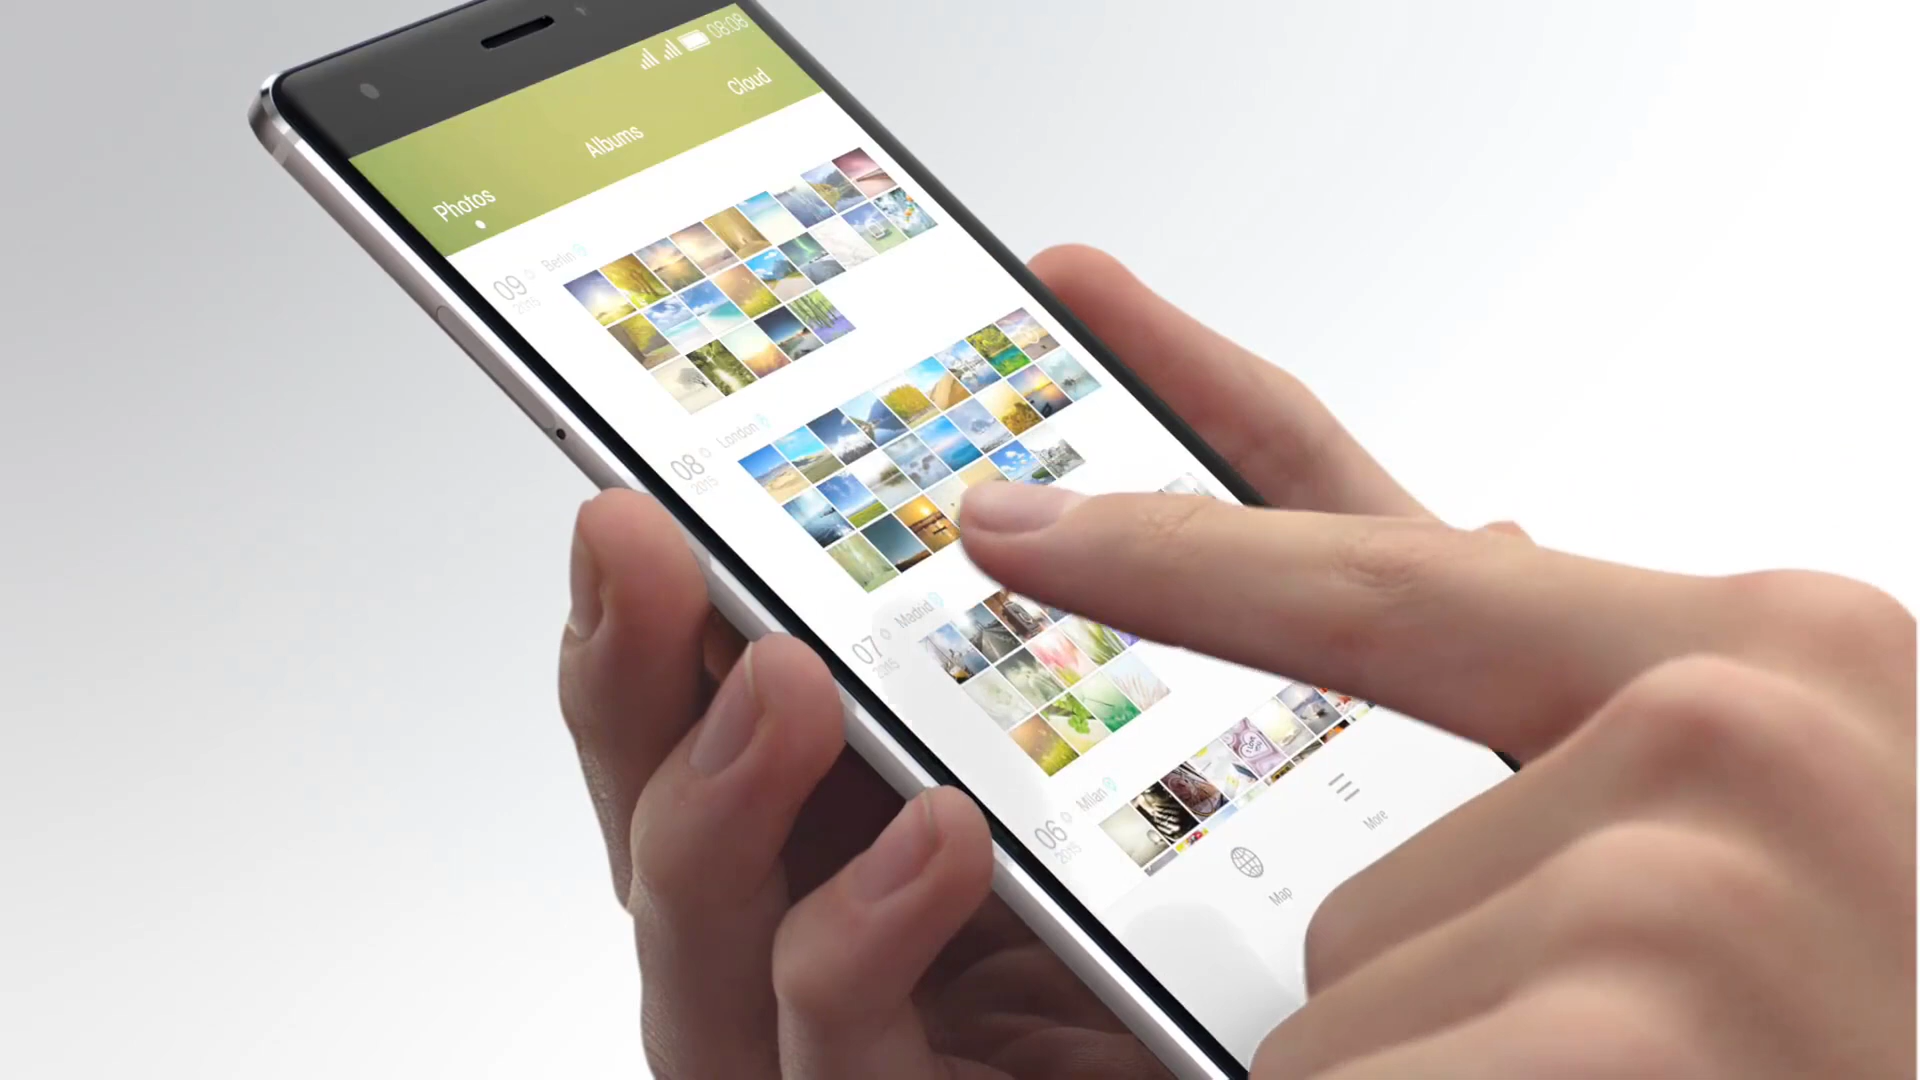 08:08
Photos Albums Cloud
09 Berlin
2015
08 London
2015
07 Madrid
2015
06 Milan
2015
Map More